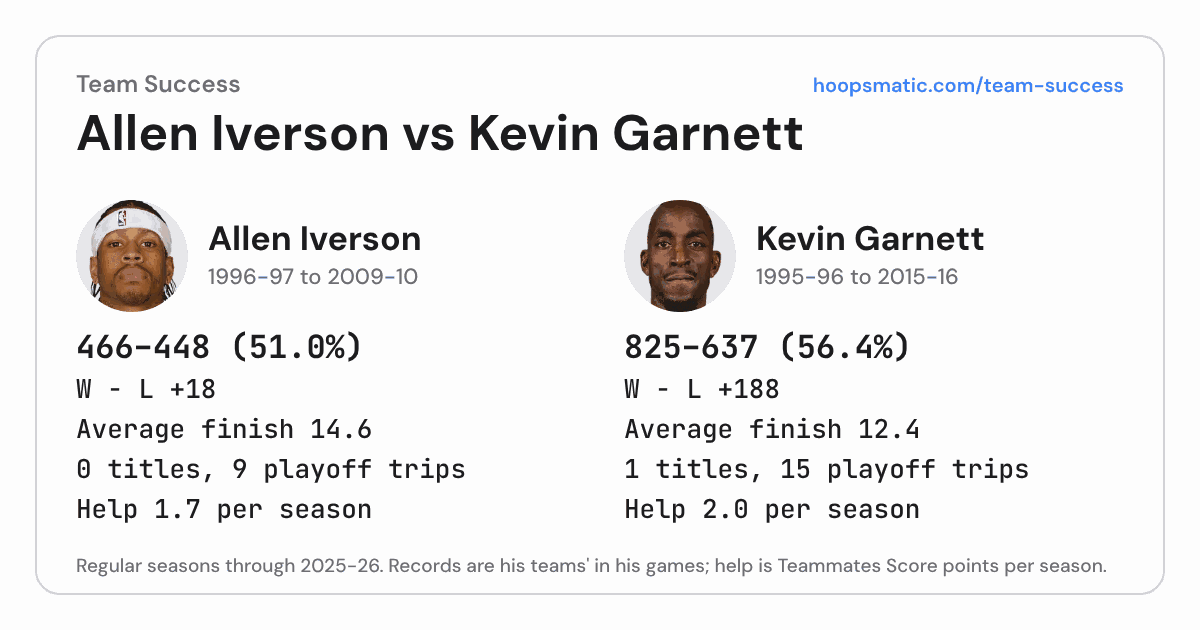 Team Success
hoopsmatic.com/team-success
Allen Iverson vs Kevin Garnett
Allen Iverson
1996-97 to 2009-10
466-448 (51.0%)
W - L +18
Average finish 14.6
0 titles, 9 playoff trips
Help 1.7 per season
Kevin Garnett
1995-96 to 2015-16
825-637 (56.4%)
W - L +188
Average finish 12.4
1 titles, 15 playoff trips
Help 2.0 per season
Regular seasons through 2025-26. Records are his teams' in his games; help is Teammates Score points per season.